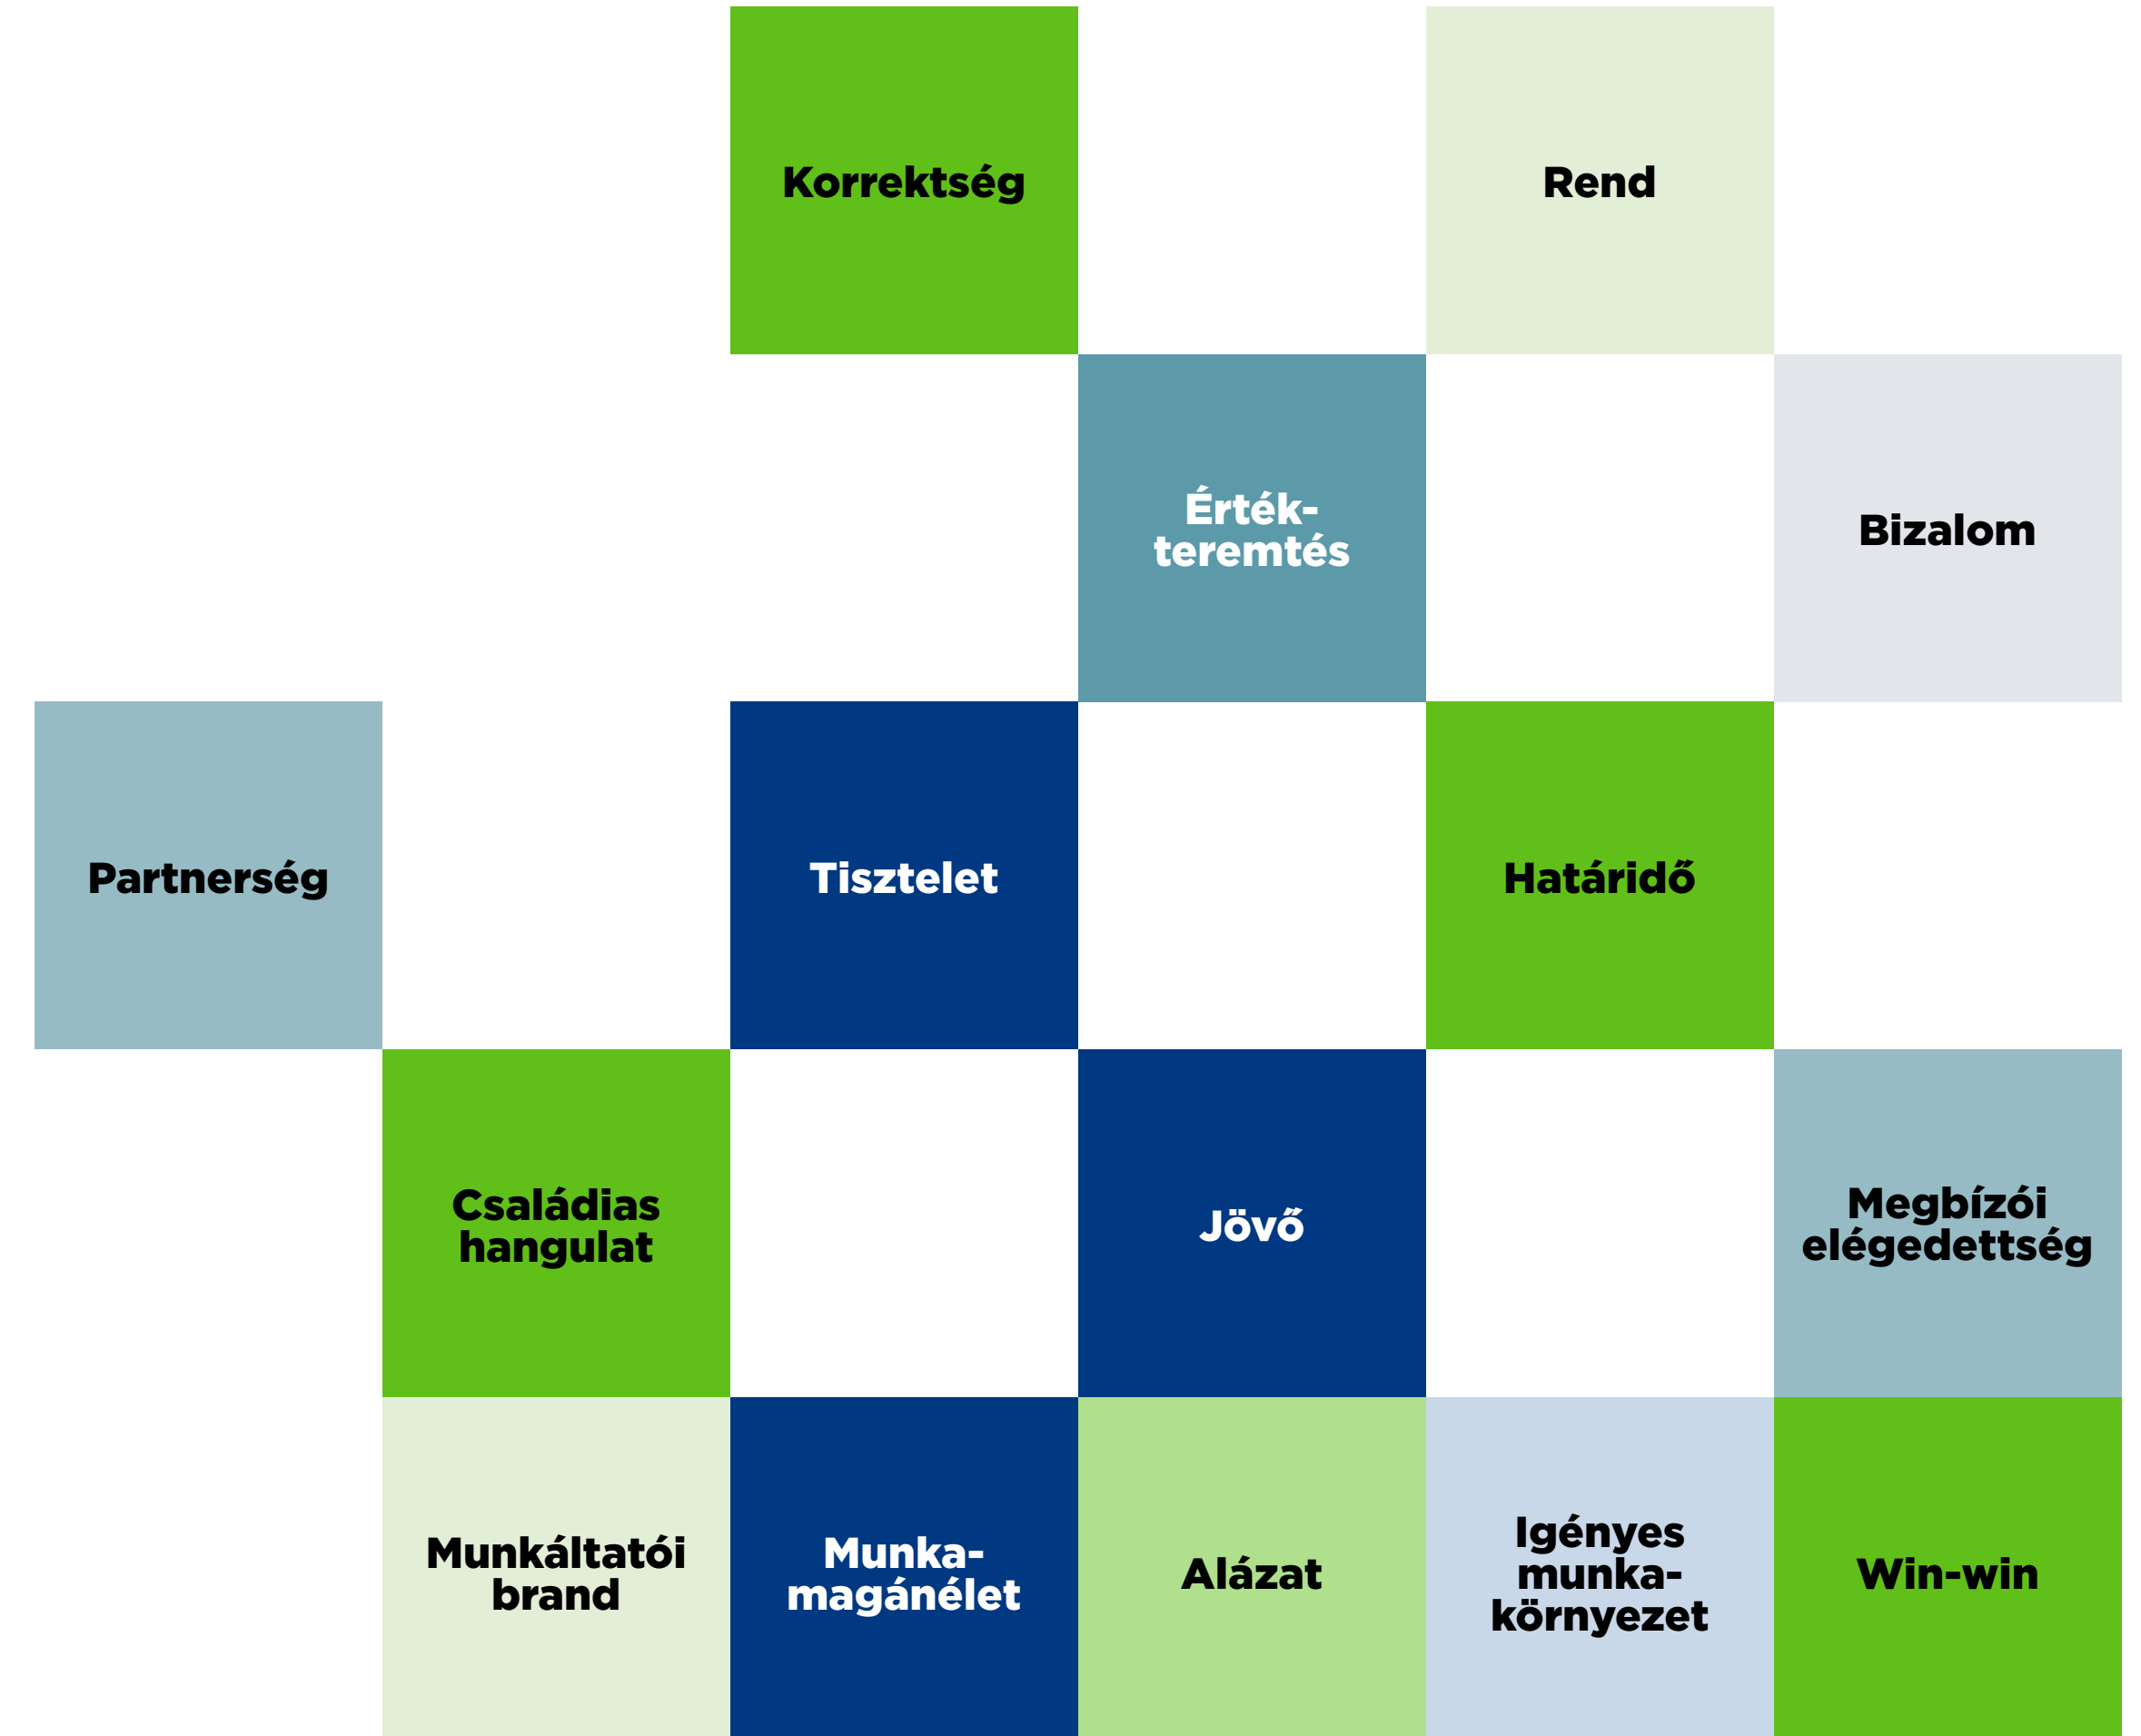 Korrektség
Rend
Érték-
teremtés
Bizalom
Partnerség
Tisztelet
Határidő
Családias
hangulat
Jövő
Megbízói
elégedettség
Munkáltatói
brand
Munka-
magánélet
Alázat
Igényes
munka-
környezet
Win-win